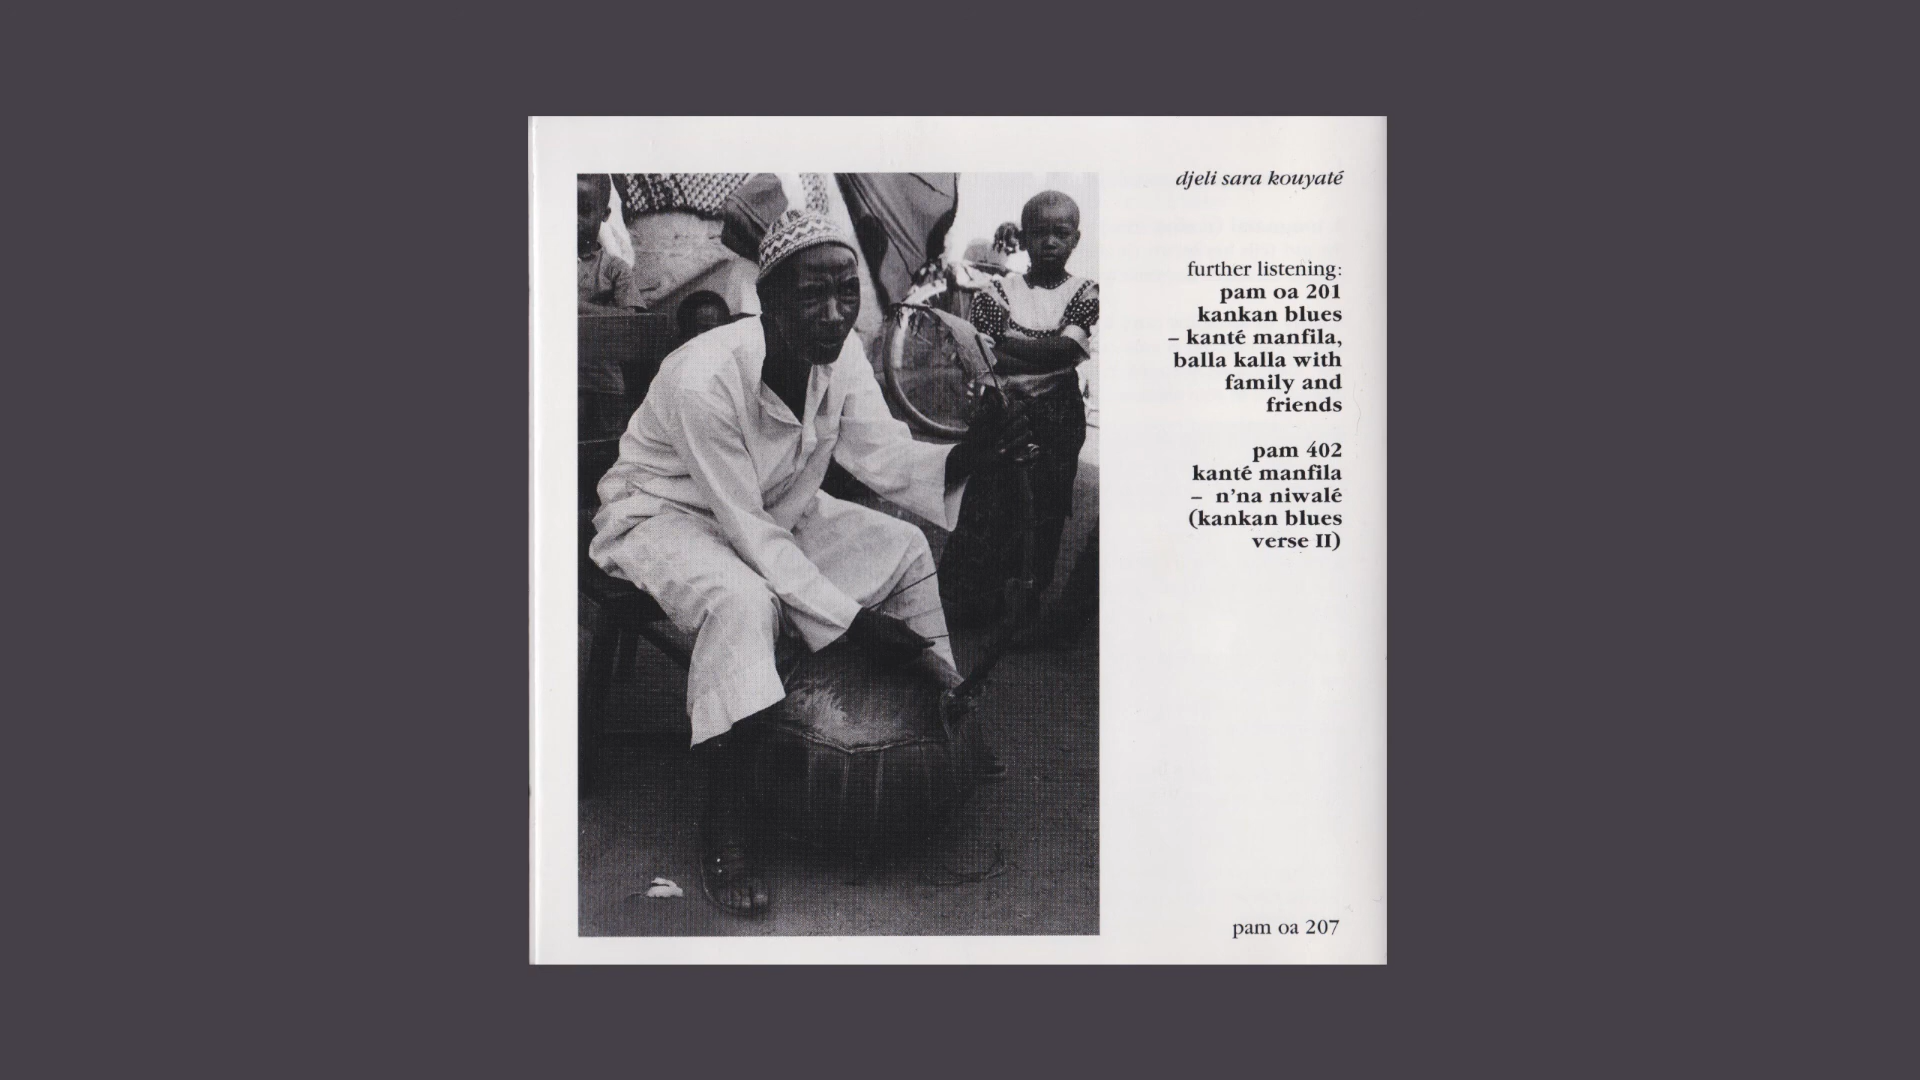 djeli sara kouyaté
further listening:
pam oa 201
kankan blues
– kanté manfila,
balla kalla with
family and
friends
pam 402
kanté manfila
– n’na niwalé
(kankan blues
verse II)
pam oa 207